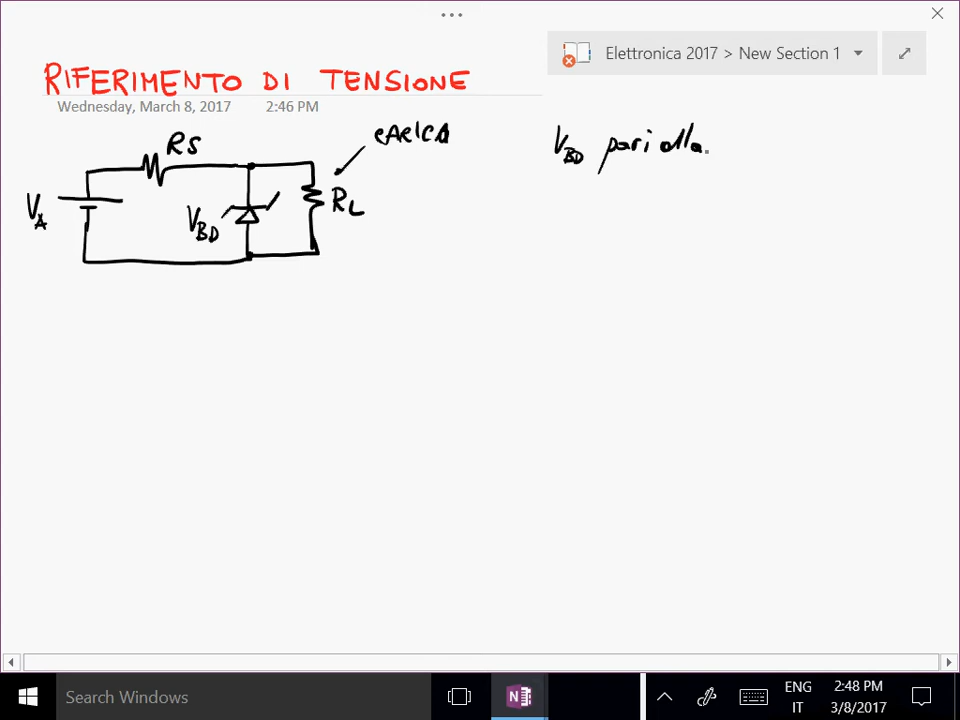 Elettronica 2017 > New Section 1
RIFERIMENTO DI TENSIONE
Wednesday, March 8, 2017 2:46 PM
CARICA
RS
VBD pari alla
VA
VBD
RL
Search Windows
N
ENG
IT
2:48 PM
3/8/2017